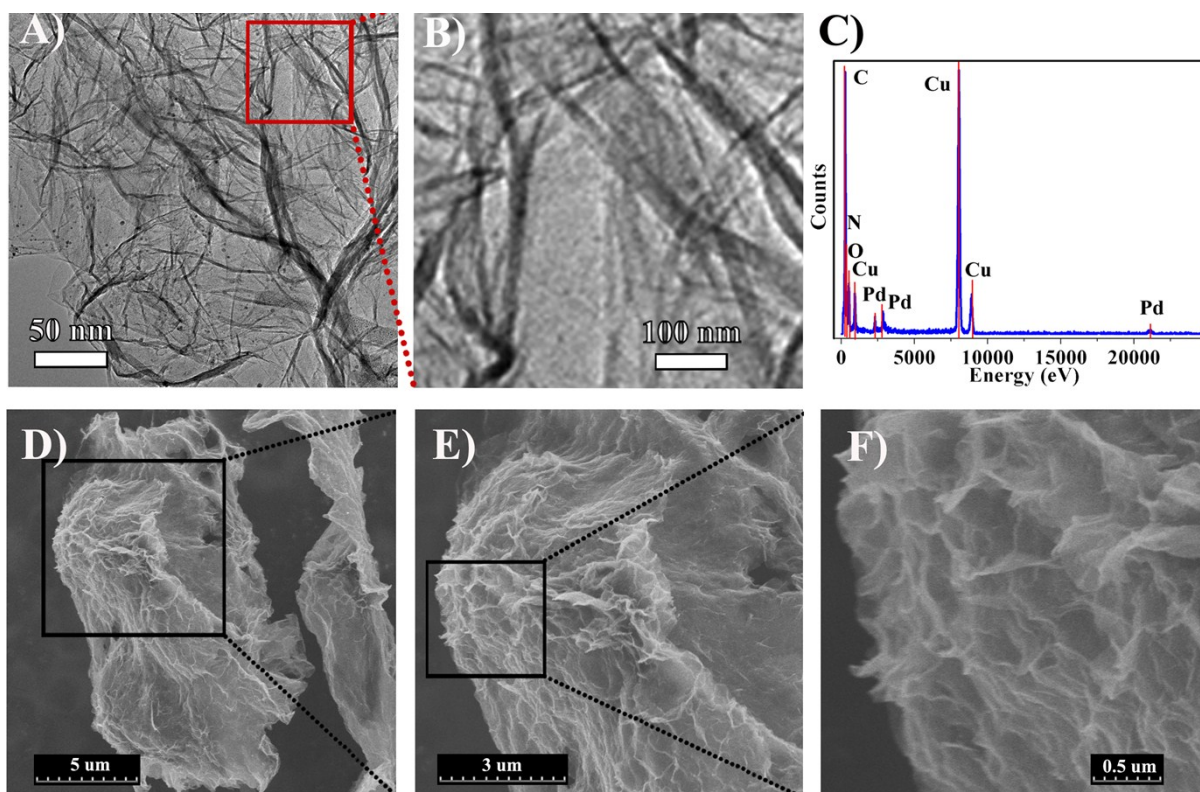 A)
50 nm
B)
100 nm
C)
Counts
C
N
O
Cu
Pd
Pd
Cu
Cu
Pd
0
5000
10000
15000
20000
Energy (eV)
D)
5 um
E)
3 um
F)
0.5 um